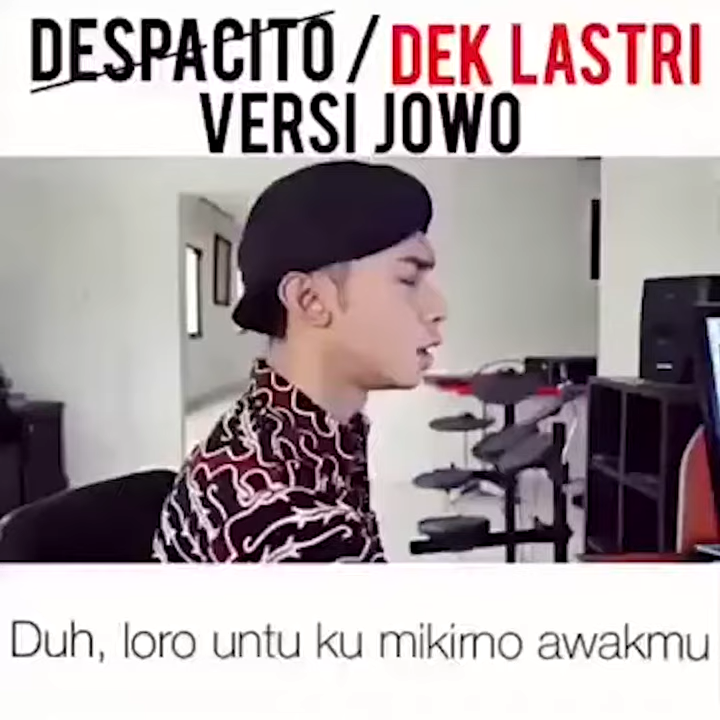 DESPACITO / DEK LASTRI
VERSI JOWO
Duh, loro untu ku mikirno awakmu